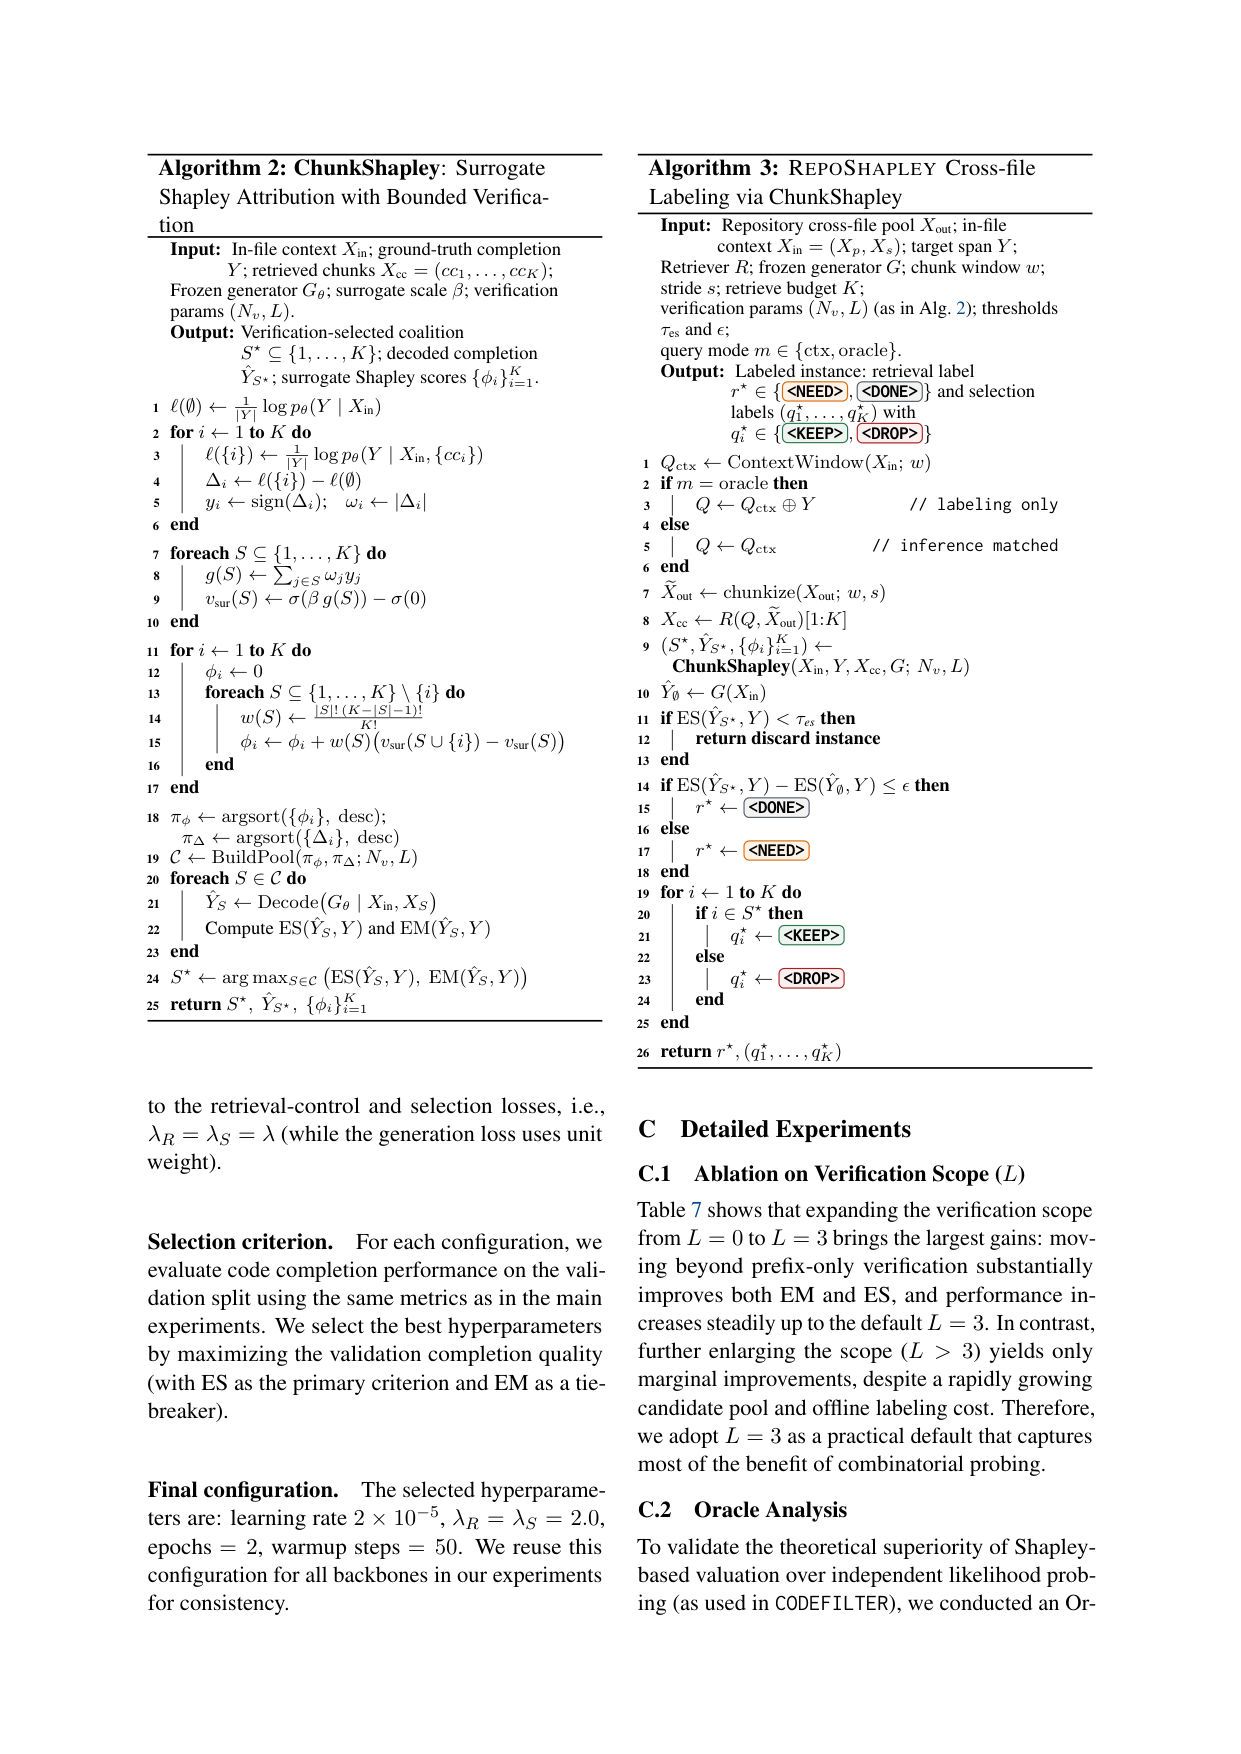 Algorithm 2: ChunkShapley: Surrogate
Shapley Attribution with Bounded Verifica-
tion
Input: In-file context X_in; ground-truth completion
Y; retrieved chunks X_cc = (cc_1, . . . , cc_K);
Frozen generator G_θ; surrogate scale β; verification
params (N_v, L).
Output: Verification-selected coalition
S⋆ ⊆ {1, . . . , K}; decoded completion
Ŷ_S⋆; surrogate Shapley scores {ϕ_i}_{i=1}^K.
1 ℓ(∅) ← 1/|Y| log p_θ(Y | X_in)
2 for i ← 1 to K do
3 ℓ({i}) ← 1/|Y| log p_θ(Y | X_in, {cc_i})
4 Δ_i ← ℓ({i}) − ℓ(∅)
5 y_i ← sign(Δ_i); ω_i ← |Δ_i|
6 end
7 foreach S ⊆ {1, . . . , K} do
8 g(S) ← ∑_{j∈S} ω_j y_j
9 v_sur(S) ← σ(β g(S)) − σ(0)
10 end
11 for i ← 1 to K do
12 ϕ_i ← 0
13 foreach S ⊆ {1, . . . , K} \ {i} do
14 w(S) ← |S|! (K−|S|−1)!/K!
15 ϕ_i ← ϕ_i + w(S)(v_sur(S ∪ {i}) − v_sur(S))
16 end
17 end
18 π_ϕ ← argsort({ϕ_i}, desc);
π_Δ ← argsort({Δ_i}, desc)
19 C ← BuildPool(π_ϕ, π_Δ; N_v, L)
20 foreach S ∈ C do
21 Ŷ_S ← Decode(G_θ | X_in, X_S)
22 Compute ES(Ŷ_S, Y) and EM(Ŷ_S, Y)
23 end
24 S⋆ ← arg max_{S∈C} (ES(Ŷ_S, Y), EM(Ŷ_S, Y))
25 return S⋆, Ŷ_S⋆, {ϕ_i}_{i=1}^K
to the retrieval-control and selection losses, i.e.,
λ_R = λ_S = λ (while the generation loss uses unit
weight).
Selection criterion. For each configuration, we
evaluate code completion performance on the vali-
dation split using the same metrics as in the main
experiments. We select the best hyperparameters
by maximizing the validation completion quality
(with ES as the primary criterion and EM as a tie-
breaker).
Final configuration. The selected hyperparame-
ters are: learning rate 2 × 10^−5, λ_R = λ_S = 2.0,
epochs = 2, warmup steps = 50. We reuse this
configuration for all backbones in our experiments
for consistency.
Algorithm 3: REPOSHAPLEY Cross-file
Labeling via ChunkShapley
Input: Repository cross-file pool X_out; in-file
context X_in = (X_p, X_s); target span Y;
Retriever R; frozen generator G; chunk window w;
stride s; retrieve budget K;
verification params (N_v, L) (as in Alg. 2); thresholds
τ_es and ϵ;
query mode m ∈ {ctx, oracle}.
Output: Labeled instance: retrieval label
r⋆ ∈ {<NEED>, <DONE>} and selection
labels (q_1⋆, . . . , q_K⋆) with
q_i⋆ ∈ {<KEEP>, <DROP>}
1 Q_ctx ← ContextWindow(X_in; w)
2 if m = oracle then
3 Q ← Q_ctx ⊕ Y // labeling only
4 else
5 Q ← Q_ctx // inference matched
6 end
7 X̃_out ← chunkize(X_out; w, s)
8 X_cc ← R(Q, X̃_out)[1:K]
9 (S⋆, Ŷ_S⋆, {ϕ_i}_{i=1}^K) ←
ChunkShapley(X_in, Y, X_cc, G; N_v, L)
10 Ŷ_∅ ← G(X_in)
11 if ES(Ŷ_S⋆, Y) < τ_es then
12 return discard instance
13 end
14 if ES(Ŷ_S⋆, Y) − ES(Ŷ_∅, Y) ≤ ϵ then
15 r⋆ ← <DONE>
16 else
17 r⋆ ← <NEED>
18 end
19 for i ← 1 to K do
20 if i ∈ S⋆ then
21 q_i⋆ ← <KEEP>
22 else
23 q_i⋆ ← <DROP>
24 end
25 end
26 return r⋆, (q_1⋆, . . . , q_K⋆)
C Detailed Experiments
C.1 Ablation on Verification Scope (L)
Table 7 shows that expanding the verification scope
from L = 0 to L = 3 brings the largest gains: mov-
ing beyond prefix-only verification substantially
improves both EM and ES, and performance in-
creases steadily up to the default L = 3. In contrast,
further enlarging the scope (L > 3) yields only
marginal improvements, despite a rapidly growing
candidate pool and offline labeling cost. Therefore,
we adopt L = 3 as a practical default that captures
most of the benefit of combinatorial probing.
C.2 Oracle Analysis
To validate the theoretical superiority of Shapley-
based valuation over independent likelihood prob-
ing (as used in CODEFILTER), we conducted an Or-